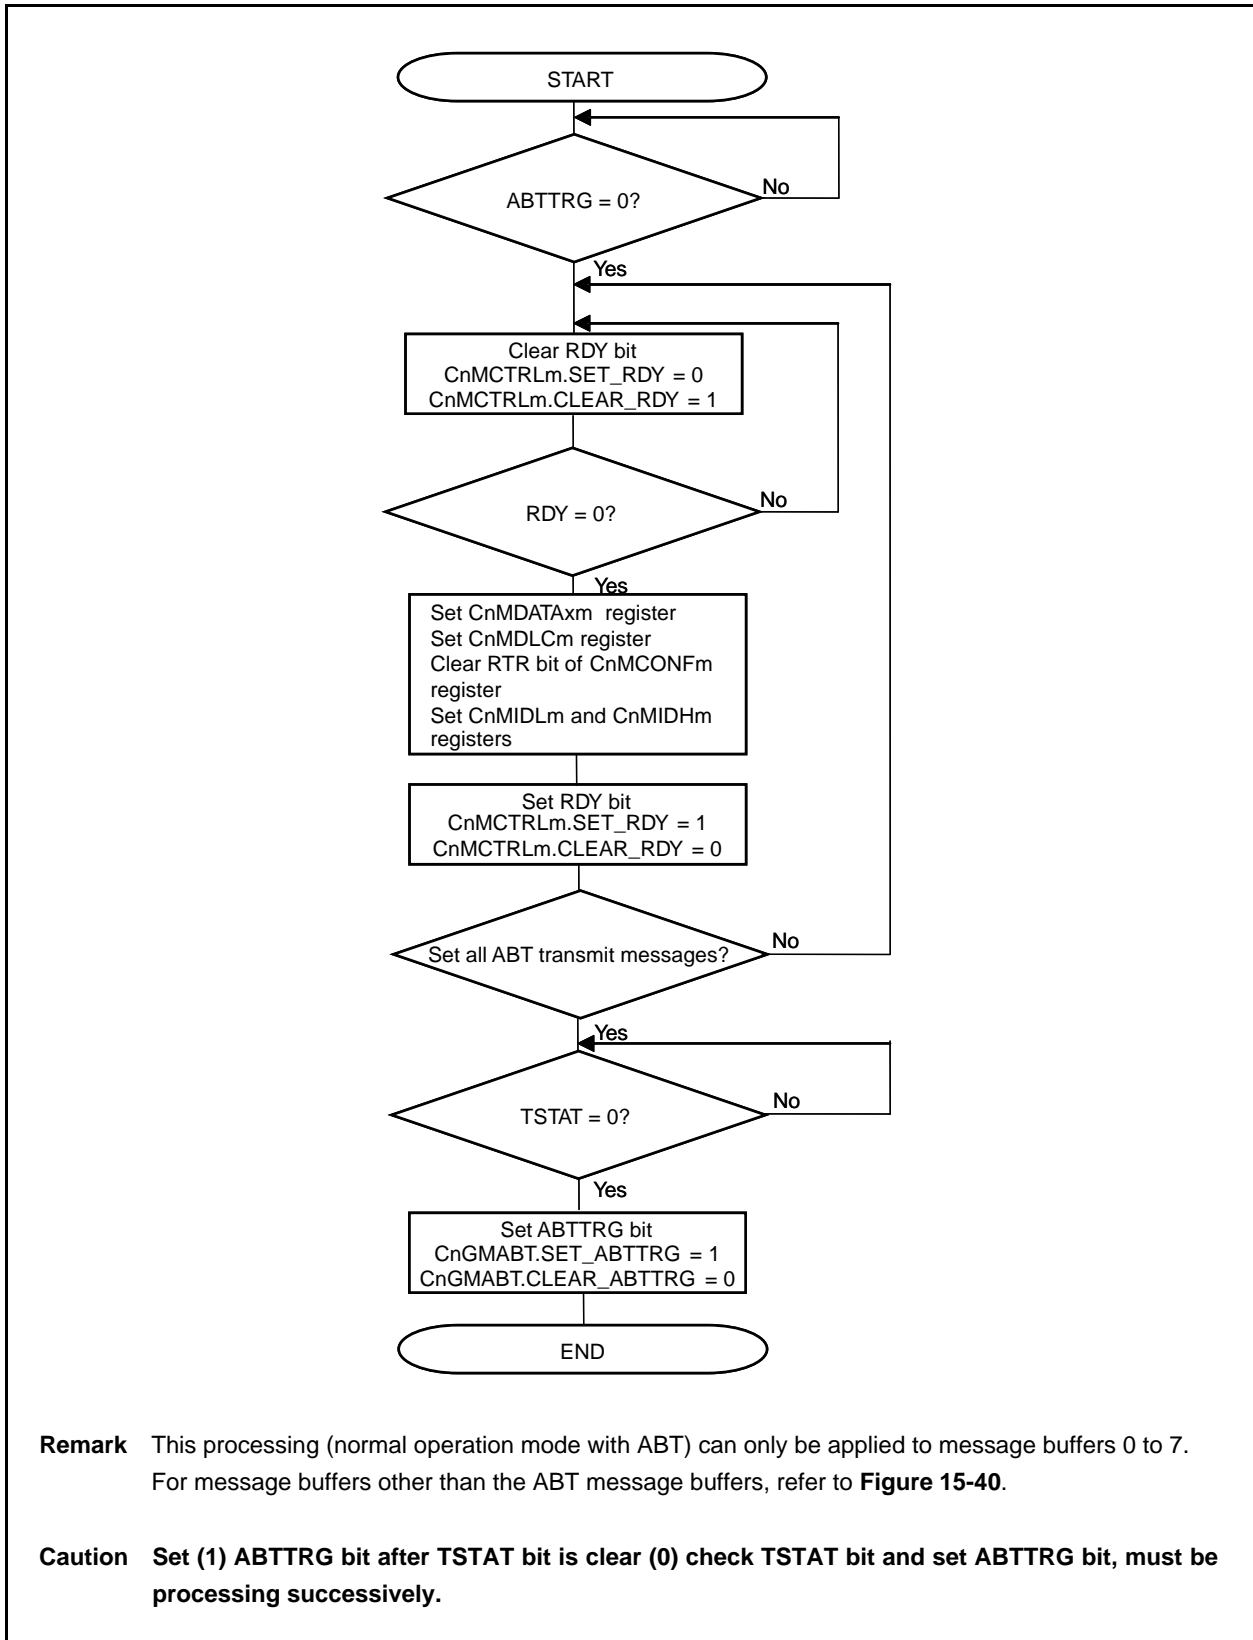 START
ABTTRG = 0?
No
Yes
Clear RDY bit
CnMCTRLm.SET_RDY = 0
CnMCTRLm.CLEAR_RDY = 1
RDY = 0?
No
Yes
Set CnMDATAxm register
Set CnMDLCm register
Clear RTR bit of CnMCONFm
register
Set CnMIDLm and CnMIDHm
registers
Set RDY bit
CnMCTRLm.SET_RDY = 1
CnMCTRLm.CLEAR_RDY = 0
Set all ABT transmit messages?
No
Yes
TSTAT = 0?
No
Yes
Set ABTTRG bit
CnGMABT.SET_ABTTRG = 1
CnGMABT.CLEAR_ABTTRG = 0
END
Remark This processing (normal operation mode with ABT) can only be applied to message buffers 0 to 7.
For message buffers other than the ABT message buffers, refer to Figure 15-40.
Caution Set (1) ABTTRG bit after TSTAT bit is clear (0) check TSTAT bit and set ABTTRG bit, must be
processing successively.